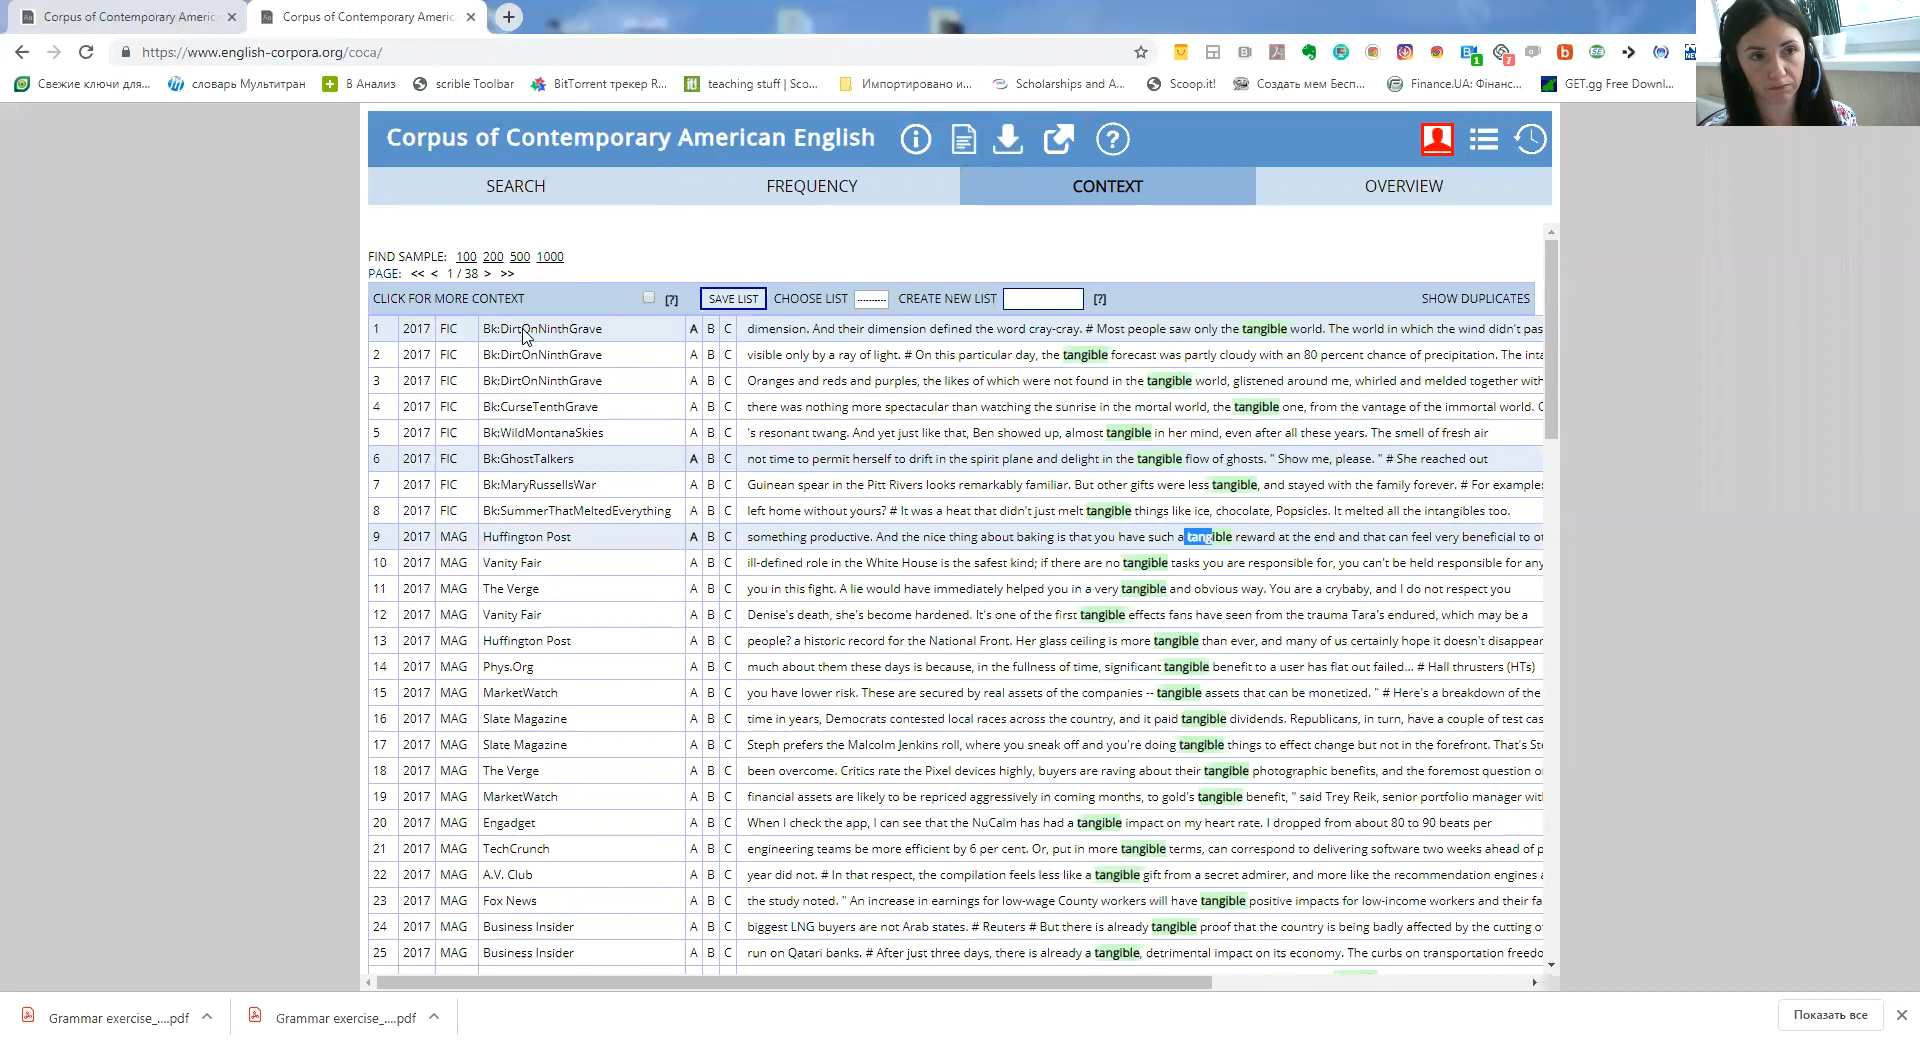 Corpus of Contemporary Americ
Corpus of Contemporary Americ
https://www.english-corpora.org/coca/
Свежие ключи для... словарь Мультитран В Анализ scrible Toolbar BitTorrent трекер R... teaching stuff | Sco... Импортировано и... Scholarships and A... Scoop.it! Создать мем Бесп... Finance.UA: Фінанс... GET.gg Free Downl...
Corpus of Contemporary American English
SEARCH FREQUENCY CONTEXT OVERVIEW
FIND SAMPLE: 100 200 500 1000
PAGE: << < 1 / 38 > >>
CLICK FOR MORE CONTEXT [?] SAVE LIST CHOOSE LIST ---------- CREATE NEW LIST [?] SHOW DUPLICATES
1 2017 FIC Bk:DirtOnNinthGrave A B C dimension. And their dimension defined the word cray-cray. # Most people saw only the tangible world. The world in which the wind didn't pas
2 2017 FIC Bk:DirtOnNinthGrave A B C visible only by a ray of light. # On this particular day, the tangible forecast was partly cloudy with an 80 percent chance of precipitation. The inta
3 2017 FIC Bk:DirtOnNinthGrave A B C Oranges and reds and purples, the likes of which were not found in the tangible world, glistened around me, whirled and melded together with
4 2017 FIC Bk:CurseTenthGrave A B C there was nothing more spectacular than watching the sunrise in the mortal world, the tangible one, from the vantage of the immortal world.
5 2017 FIC Bk:WildMontanaSkies A B C 's resonant twang. And yet just like that, Ben showed up, almost tangible in her mind, even after all these years. The smell of fresh air
6 2017 FIC Bk:GhostTalkers A B C not time to permit herself to drift in the spirit plane and delight in the tangible flow of ghosts. " Show me, please. " # She reached out
7 2017 FIC Bk:MaryRussellsWar A B C Guinean spear in the Pitt Rivers looks remarkably familiar. But other gifts were less tangible, and stayed with the family forever. # For example:
8 2017 FIC Bk:SummerThatMeltedEverything A B C left home without yours? # It was a heat that didn't just melt tangible things like ice, chocolate, Popsicles. It melted all the intangibles too.
9 2017 MAG Huffington Post A B C something productive. And the nice thing about baking is that you have such a tangible reward at the end and that can feel very beneficial to ot
10 2017 MAG Vanity Fair A B C ill-defined role in the White House is the safest kind; if there are no tangible tasks you are responsible for, you can't be held responsible for any
11 2017 MAG The Verge A B C you in this fight. A lie would have immediately helped you in a very tangible and obvious way. You are a crybaby, and I do not respect you
12 2017 MAG Vanity Fair A B C Denise's death, she's become hardened. It's one of the first tangible effects fans have seen from the trauma Tara's endured, which may be a
13 2017 MAG Huffington Post A B C people? a historic record for the National Front. Her glass ceiling is more tangible than ever, and many of us certainly hope it doesn't disappear
14 2017 MAG Phys.Org A B C much about them these days is because, in the fullness of time, significant tangible benefit to a user has flat out failed... # Hall thrusters (HTs)
15 2017 MAG MarketWatch A B C you have lower risk. These are secured by real assets of the companies -- tangible assets that can be monetized. " # Here's a breakdown of the
16 2017 MAG Slate Magazine A B C time in years, Democrats contested local races across the country, and it paid tangible dividends. Republicans, in turn, have a couple of test cas
17 2017 MAG Slate Magazine A B C Steph prefers the Malcolm Jenkins roll, where you sneak off and you're doing tangible things to effect change but not in the forefront. That's Ste
18 2017 MAG The Verge A B C been overcome. Critics rate the Pixel devices highly, buyers are raving about their tangible photographic benefits, and the foremost question o
19 2017 MAG MarketWatch A B C financial assets are likely to be repriced aggressively in coming months, to gold's tangible benefit, " said Trey Reik, senior portfolio manager wit
20 2017 MAG Engadget A B C When I check the app, I can see that the NuCalm has had a tangible impact on my heart rate. I dropped from about 80 to 90 beats per
21 2017 MAG TechCrunch A B C engineering teams be more efficient by 6 per cent. Or, put in more tangible terms, can correspond to delivering software two weeks ahead of p
22 2017 MAG A.V. Club A B C year did not. # In that respect, the compilation feels less like a tangible gift from a secret admirer, and more like the recommendation engines a
23 2017 MAG Fox News A B C the study noted. " An increase in earnings for low-wage County workers will have tangible positive impacts for low-income workers and their fa
24 2017 MAG Business Insider A B C biggest LNG buyers are not Arab states. # Reuters # But there is already tangible proof that the country is being badly affected by the cutting o
25 2017 MAG Business Insider A B C run on Qatari banks. # After just three days, there is already a tangible, detrimental impact on its economy. The curbs on transportation freedo
Grammar exercise_....pdf Grammar exercise_....pdf Показать все